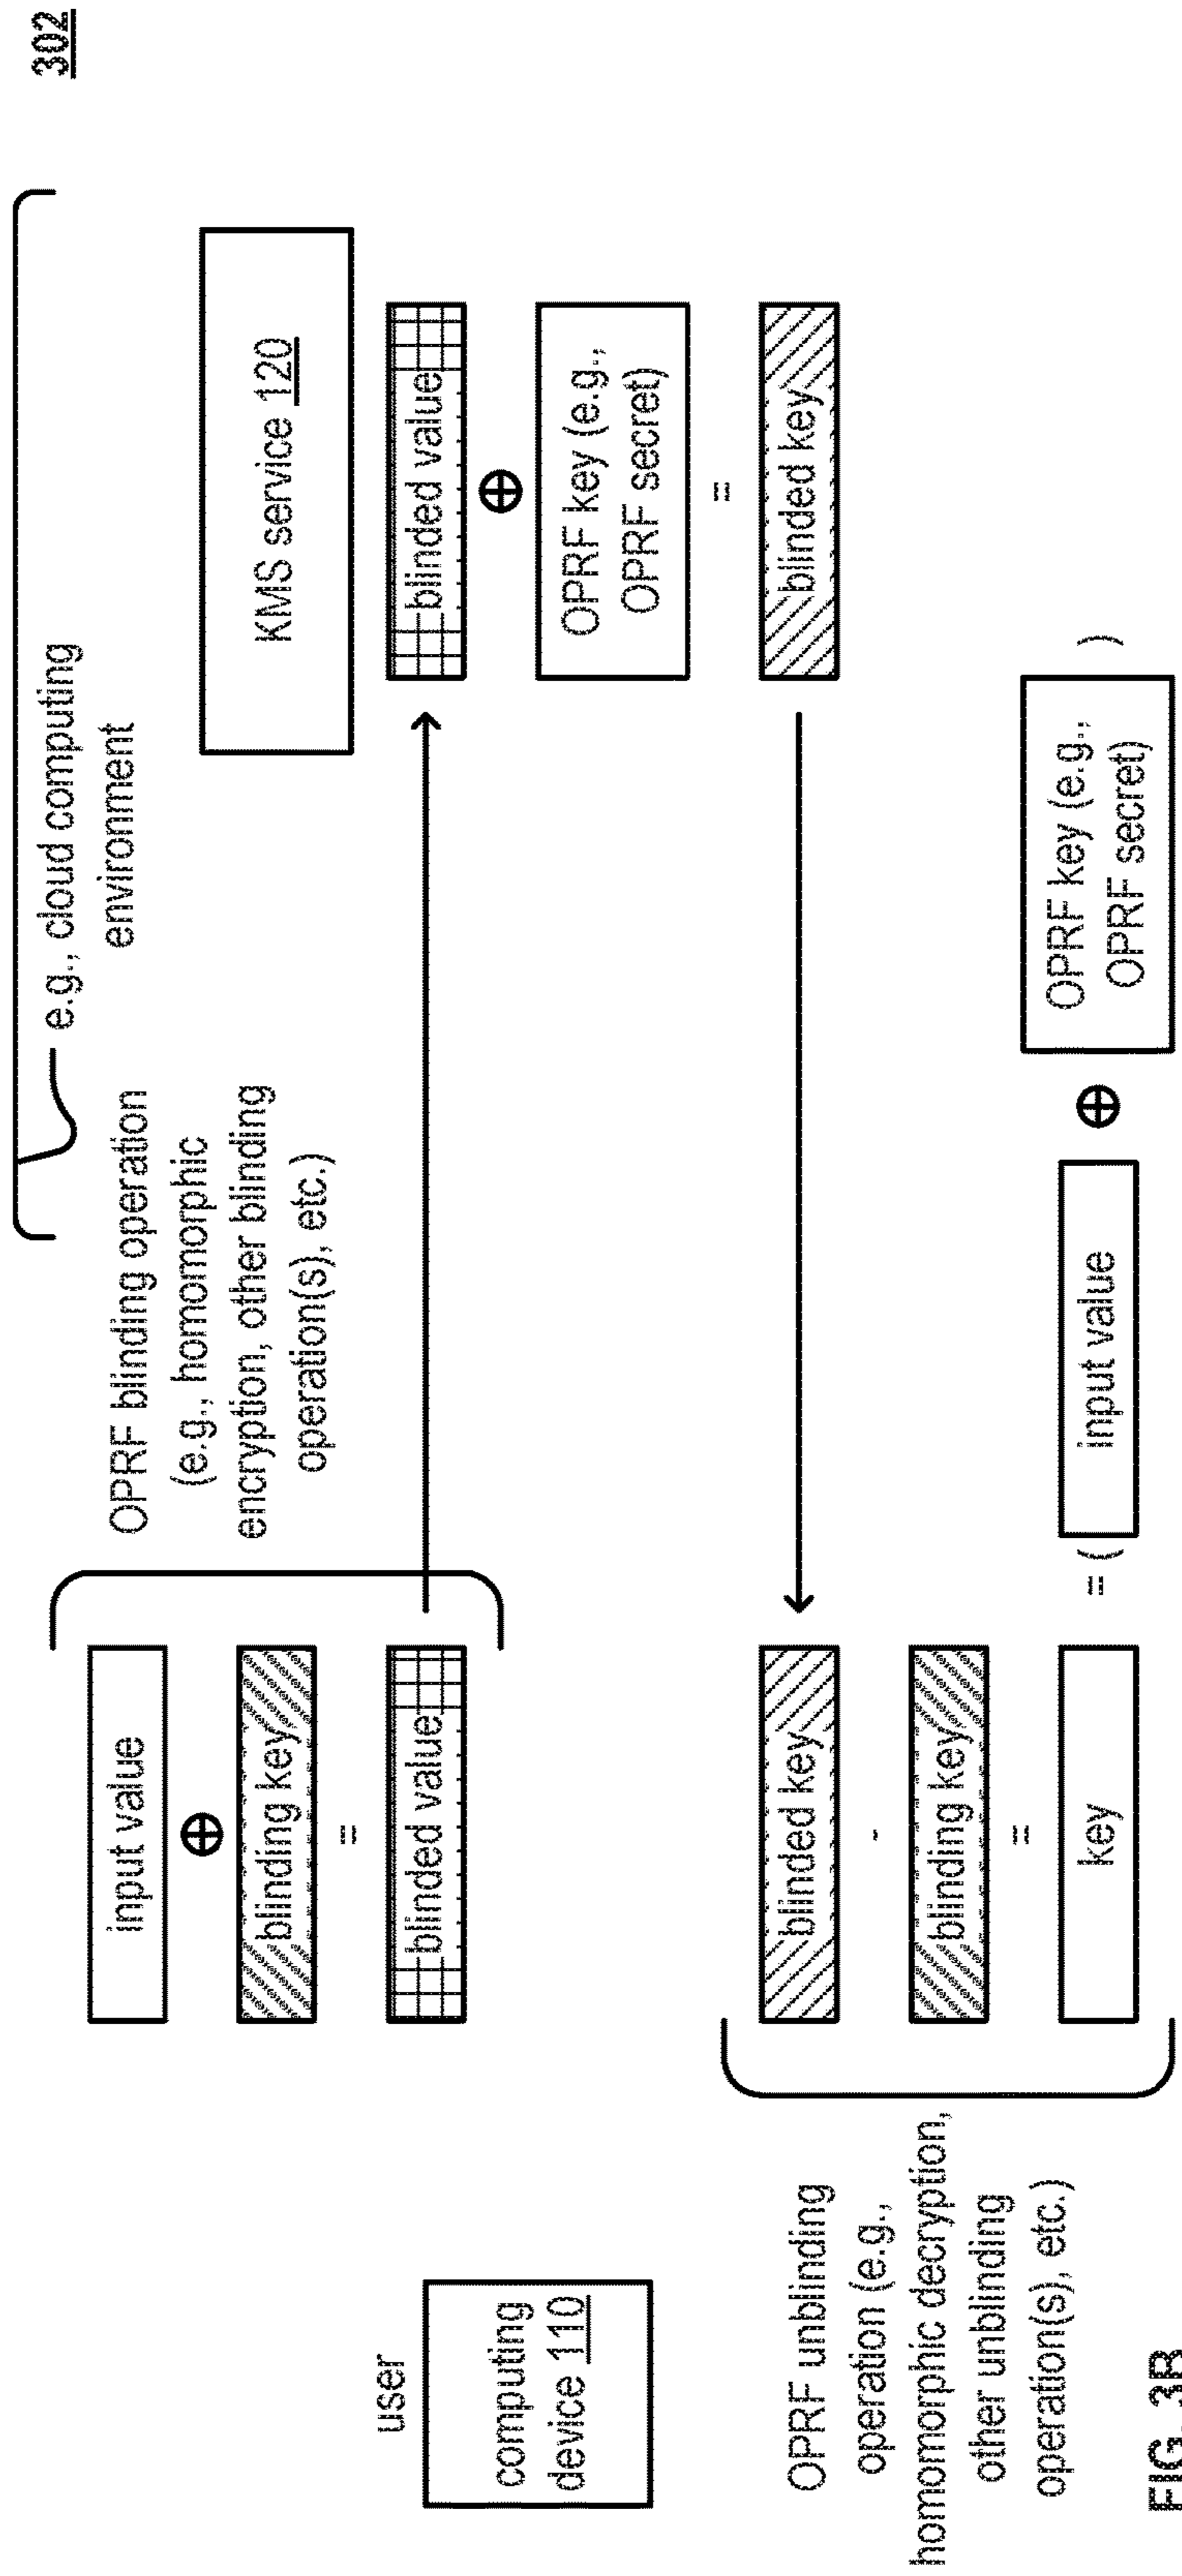 302
e.g., cloud computing
environment
OPRF blinding operation
(e.g., homomorphic
encryption, other blinding
operation(s), etc.)
input value
⊕
blinding key
=
blinded value
KMS service 120
blinded value
⊕
OPRF key (e.g.,
OPRF secret)
=
blinded key
user
computing
device 110
OPRF unblinding
operation (e.g.,
homomorphic decryption,
other unblinding
operation(s), etc.)
blinded key
-
blinding key
=
key
= ( input value ⊕ OPRF key (e.g.,
OPRF secret) )
FIG. 3B